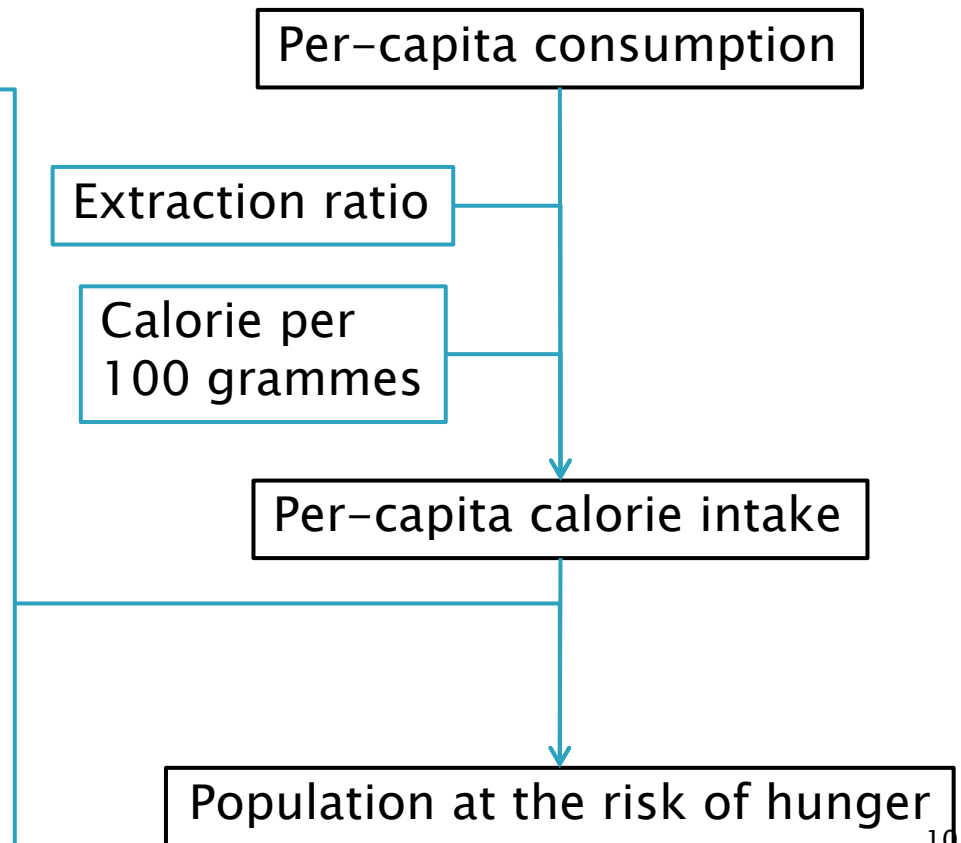 Per-capita consumption
Extraction ratio
Calorie per
100 grammes
Per-capita calorie intake
Population at the risk of hunger
10